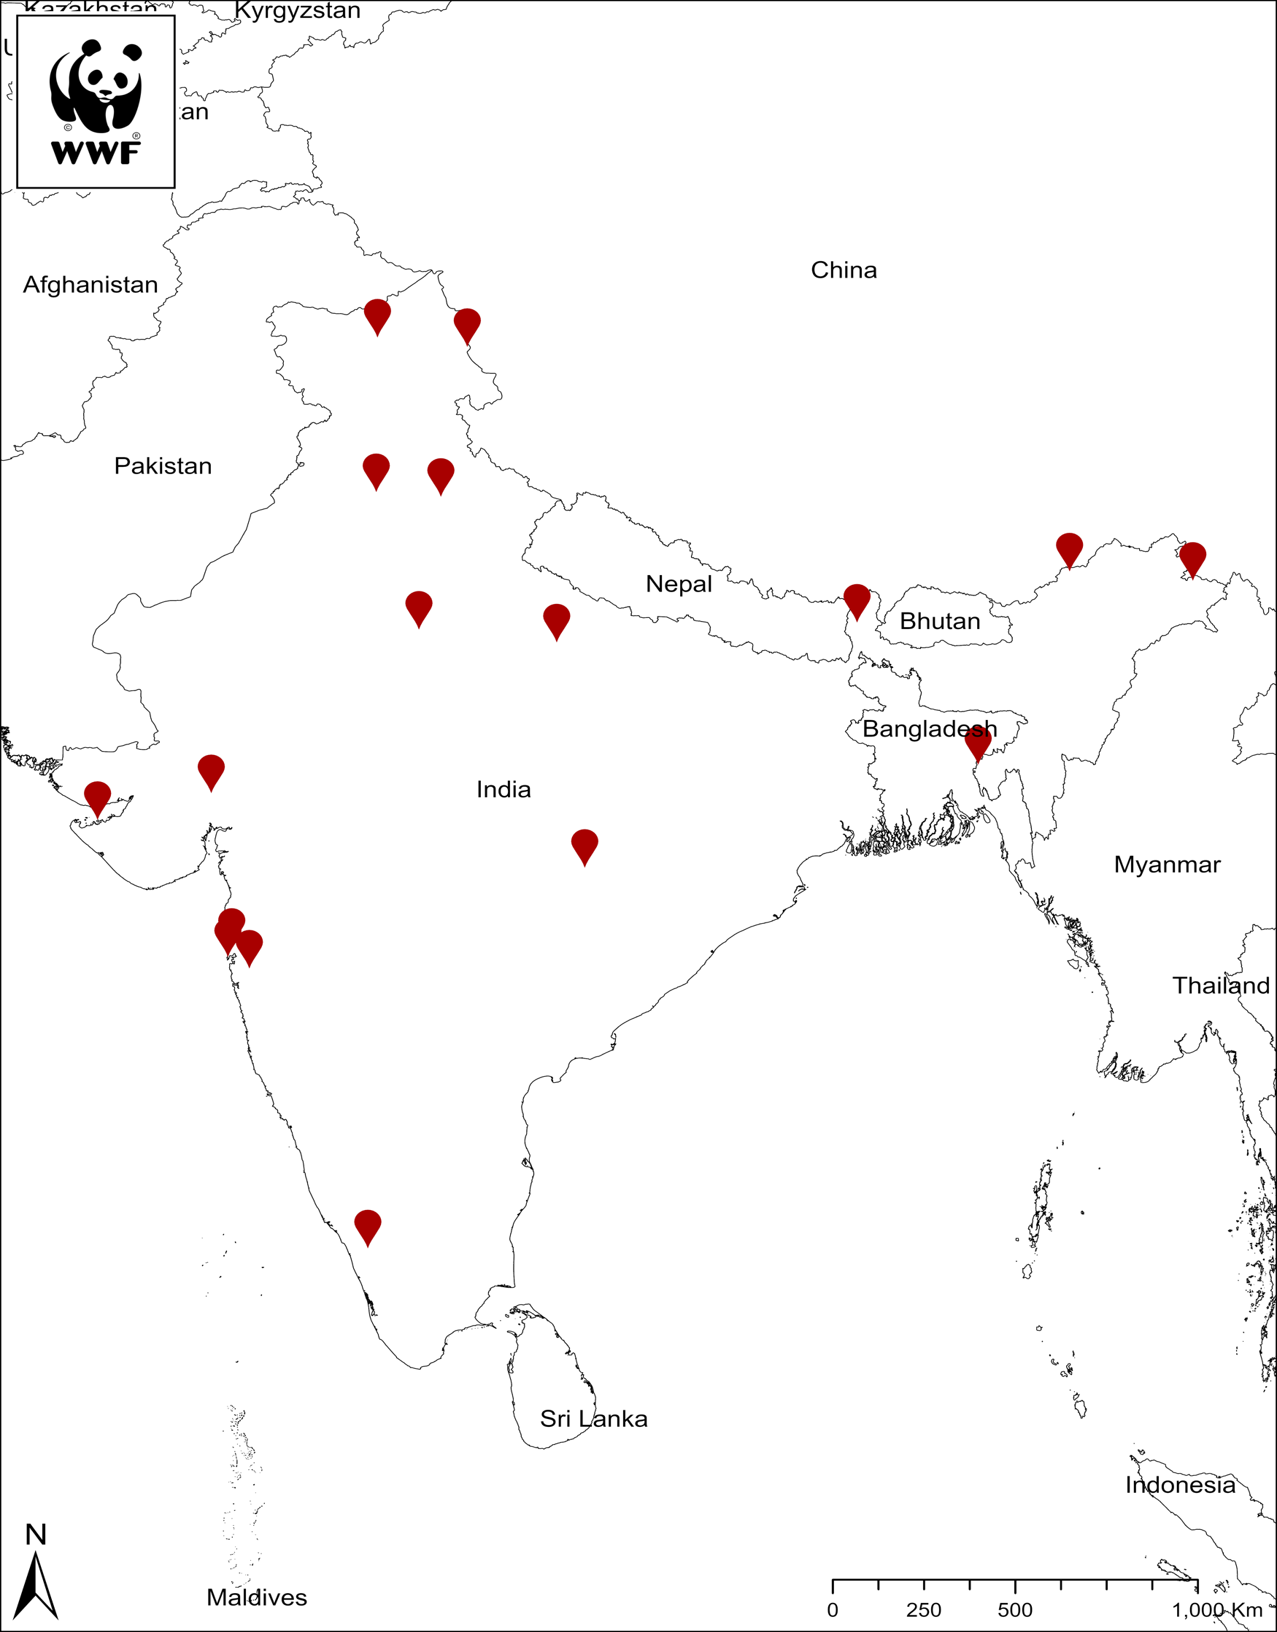 Kazakhstan
Kyrgyzstan
an
© ®
WWF
Afghanistan
China
Pakistan
Nepal
Bhutan
Bangladesh
India
Myanmar
Thailand
Sri Lanka
Indonesia
N
Maldives
0 250 500 1,000 Km